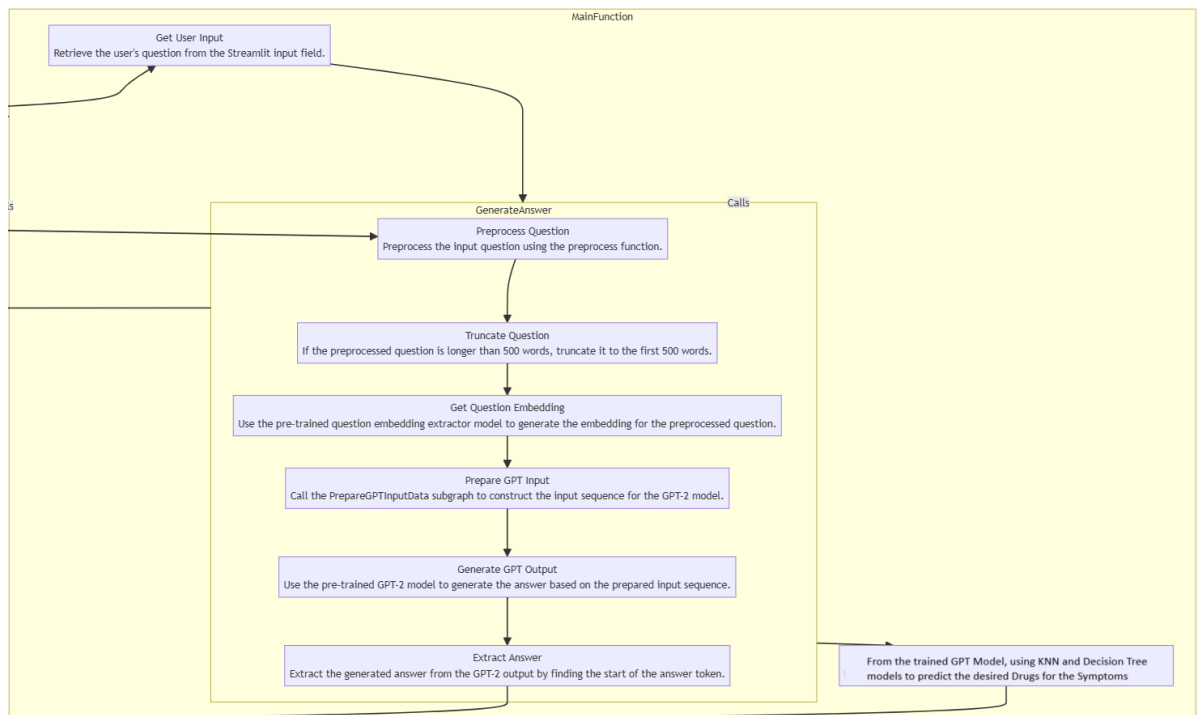 MainFunction
Get User Input
Retrieve the user's question from the Streamlit input field.
Calls
GenerateAnswer
Preprocess Question
Preprocess the input question using the preprocess function.
Truncate Question
If the preprocessed question is longer than 500 words, truncate it to the first 500 words.
Get Question Embedding
Use the pre-trained question embedding extractor model to generate the embedding for the preprocessed question.
Prepare GPT Input
Call the PrepareGPTInputData subgraph to construct the input sequence for the GPT-2 model.
Generate GPT Output
Use the pre-trained GPT-2 model to generate the answer based on the prepared input sequence.
Extract Answer
Extract the generated answer from the GPT-2 output by finding the start of the answer token.
From the trained GPT Model, using KNN and Decision Tree
models to predict the desired Drugs for the Symptoms